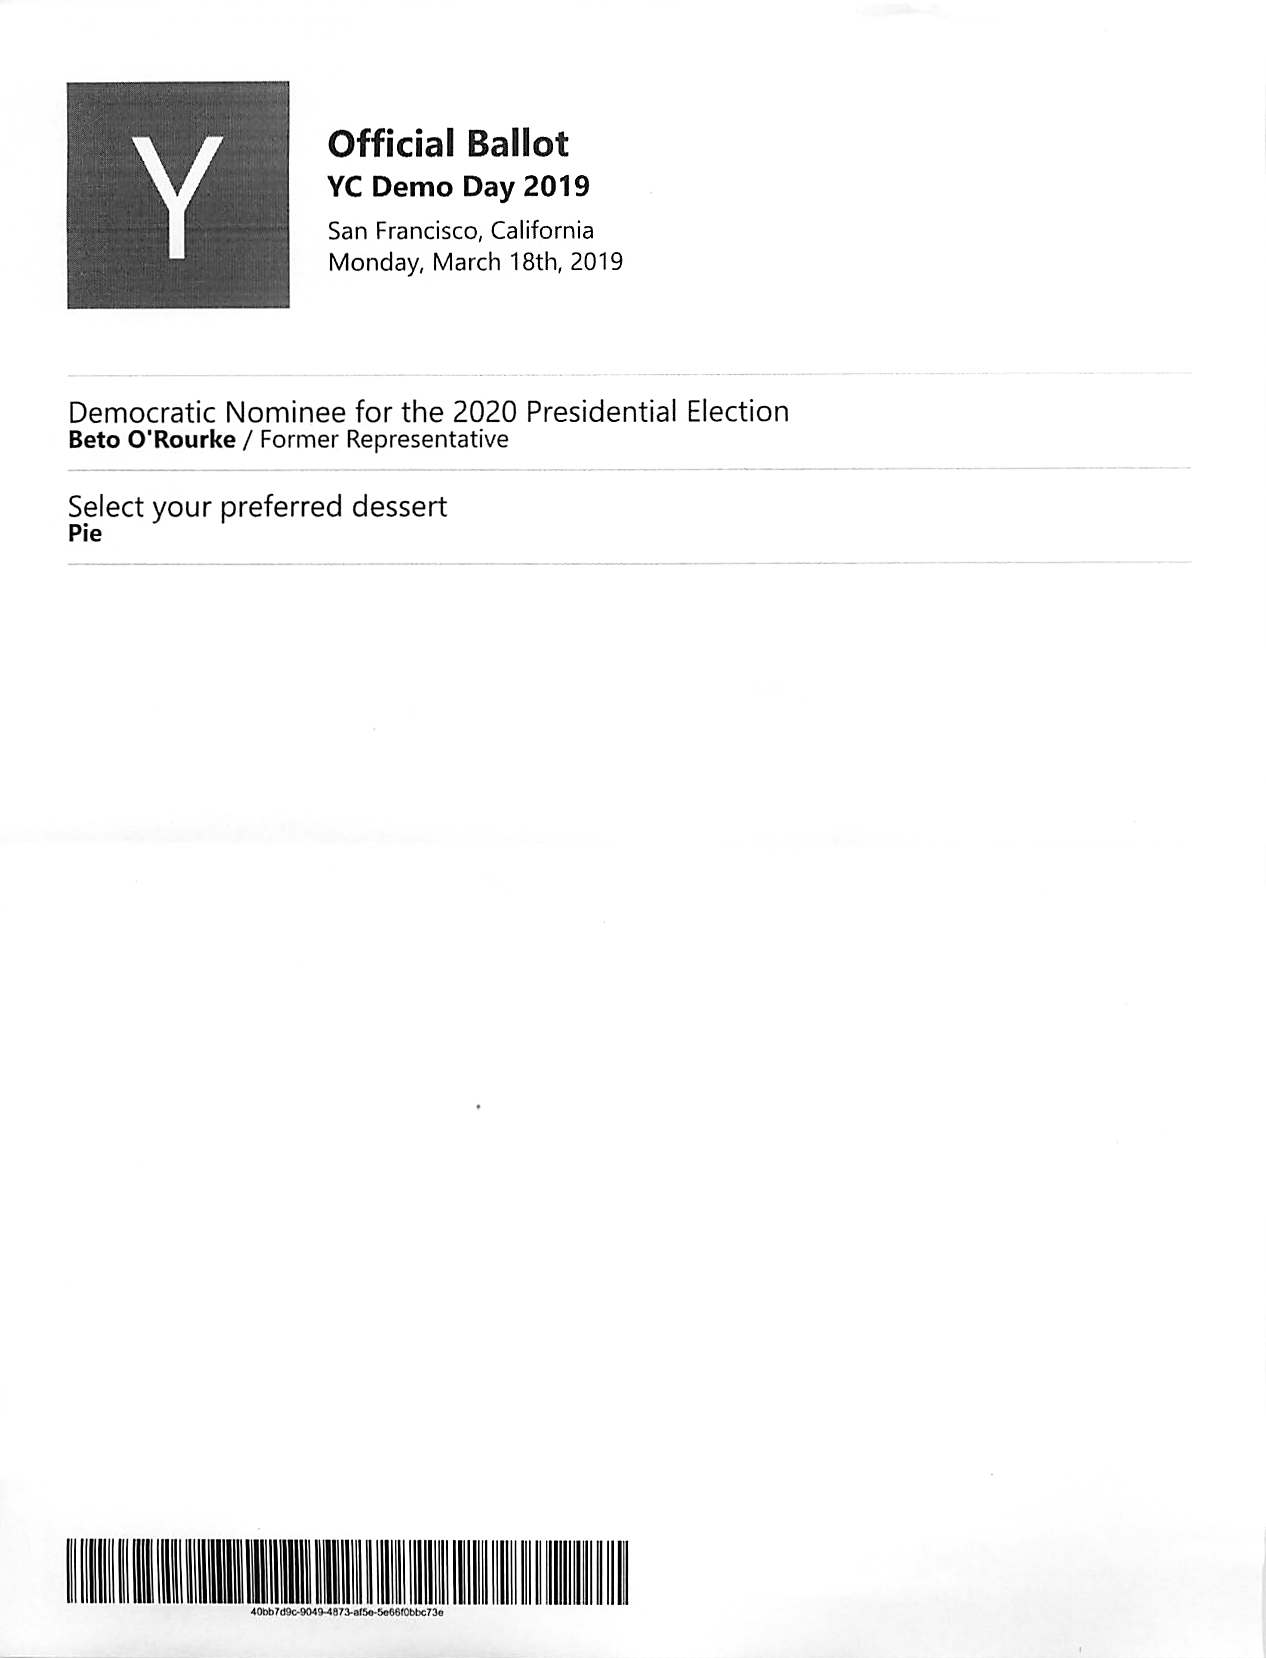 Y
Official Ballot
YC Demo Day 2019
San Francisco, California
Monday, March 18th, 2019
Democratic Nominee for the 2020 Presidential Election
Beto O'Rourke / Former Representative
Select your preferred dessert
Pie
40bb7d9c-9049-4873-af5e-5e66f0bbc73e